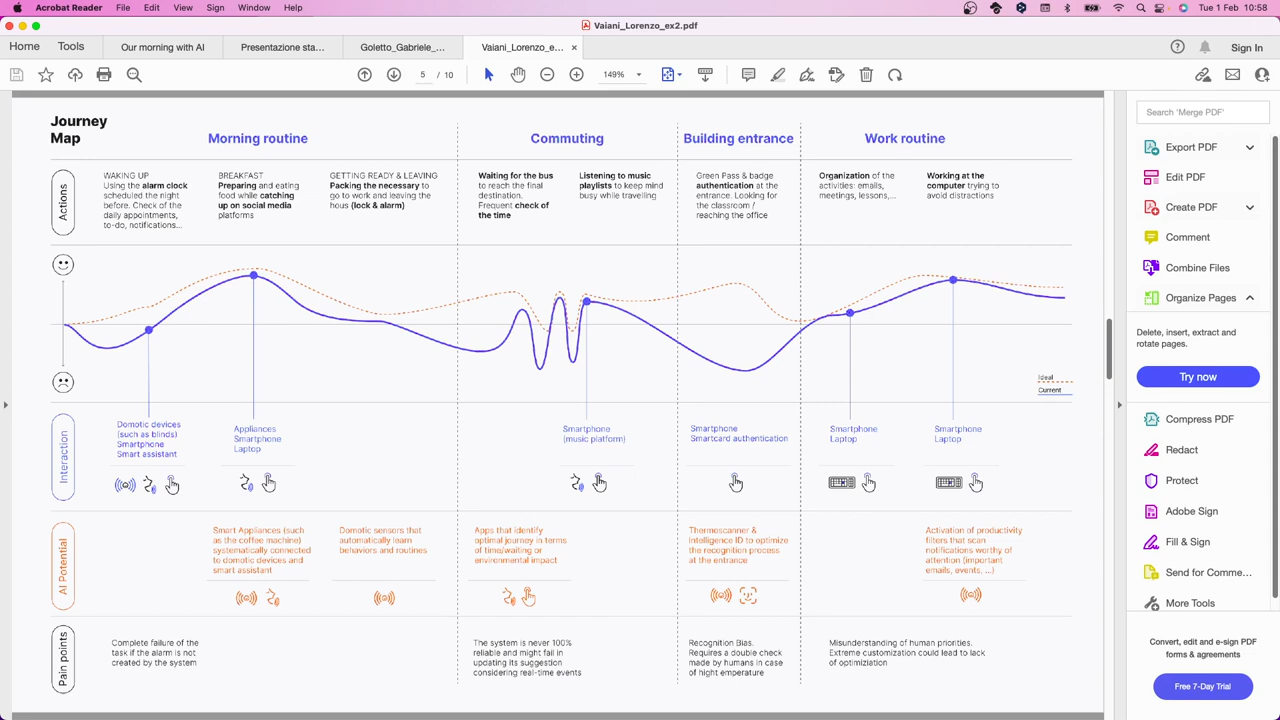 Acrobat Reader File Edit View Sign Window Help Tue 1 Feb 10:58
Vaiani_Lorenzo_ex2.pdf
Home Tools Our morning with AI Presentazione sta... Goletto_Gabriele_... Vaiani_Lorenzo_e... × Sign In
5 / 10 149%
Journey
Map
Morning routine Commuting Building entrance Work routine
Actions
WAKING UP
Using the alarm clock
scheduled the night
before. Check of the
daily appointments,
to-do, notifications...
BREAKFAST
Preparing and eating
food while catching
up on social media
platforms
GETTING READY & LEAVING
Packing the necessary to
go to work and leaving the
hous (lock & alarm)
Waiting for the bus
to reach the final
destination.
Frequent check of
the time
Listening to music
playlists to keep mind
busy while travelling
Green Pass & badge
authentication at the
entrance. Looking for
the classroom /
reaching the office
Organization of the
activities: emails,
meetings, lessons,...
Working at the
computer trying to
avoid distractions
Ideal
Current
Interaction
Domotic devices
(such as blinds)
Smartphone
Smart assistant
Appliances
Smartphone
Laptop
Smartphone
(music platform)
Smartphone
Smartcard authentication
Smartphone
Laptop
Smartphone
Laptop
AI Potential
Smart Appliances (such
as the coffee machine)
systematically connected
to domotic devices and
smart assistant
Domotic sensors that
automatically learn
behaviors and routines
Apps that identify
optimal journey in terms
of time/waiting or
environmental impact
Thermoscanner &
Intelligence ID to optimize
the recognition process
at the entrance
Activation of productivity
filters that scan
notifications worthy of
attention (important
emails, events, ...)
Pain points
Complete failure of the
task if the alarm is not
created by the system
The system is never 100%
reliable and might fail in
updating its suggestion
considering real-time events
Recognition Bias.
Requires a double check
made by humans in case
of hight emperature
Misunderstanding of human priorities.
Extreme customization could lead to lack
of optimiziation
Search 'Merge PDF'
Export PDF
Edit PDF
Create PDF
Comment
Combine Files
Organize Pages
Delete, insert, extract and
rotate pages.
Try now
Compress PDF
Redact
Protect
Adobe Sign
Fill & Sign
Send for Comme...
More Tools
Convert, edit and e-sign PDF
forms & agreements
Free 7-Day Trial